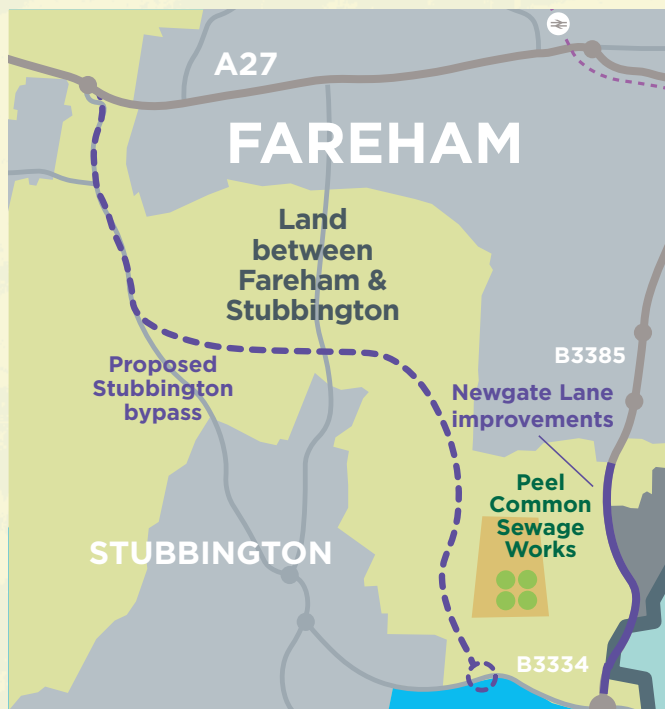 A27
FAREHAM
Land
between
Fareham &
Stubbington
Proposed
Stubbington
bypass
B3385
Newgate Lane
improvements
Peel
Common
Sewage
Works
STUBBINGTON
B3334